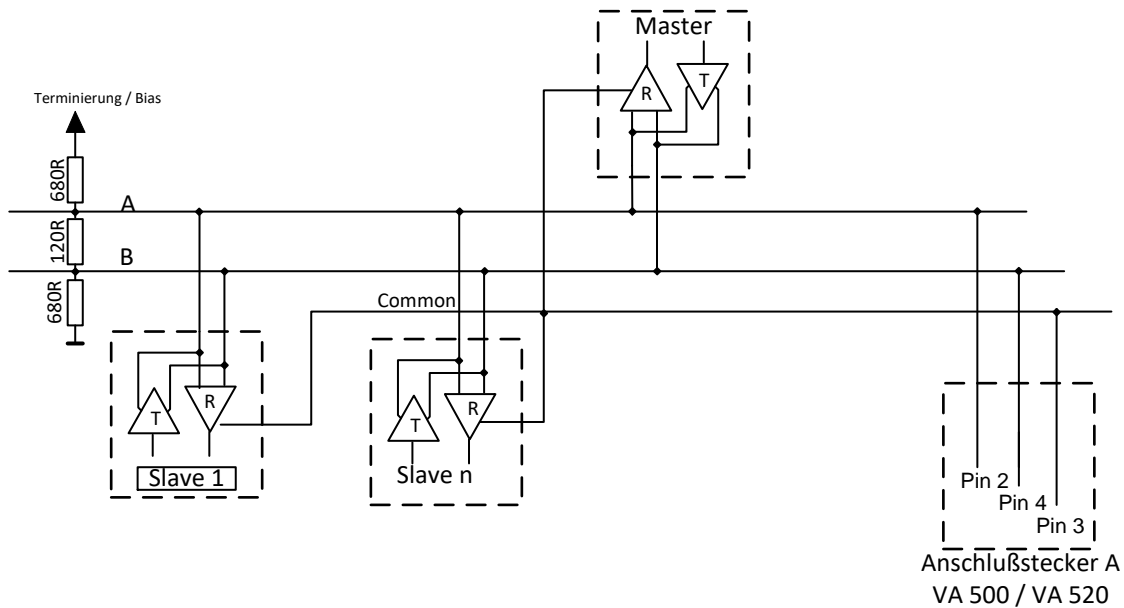 Master
R
T
Terminierung / Bias
680R
A
120R
B
680R
Common
T
R
Slave 1
T
R
Slave n
Pin 2
Pin 4
Pin 3
Anschlußstecker A
VA 500 / VA 520